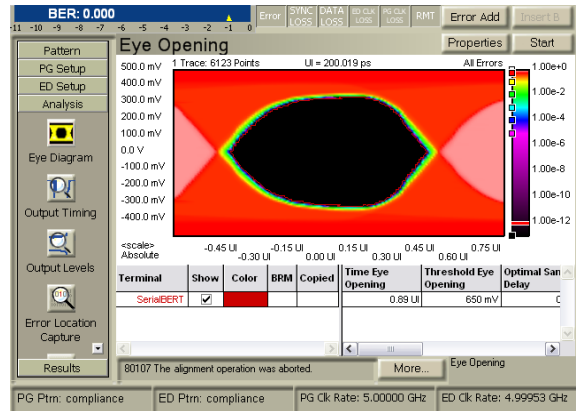 BER: 0.000
-11 -10 -9 -8 -7 -6 -5 -4 -3 -2 -1 0
Error
SYNC LOSS
DATA LOSS
ED CLK LOSS
PG CLK LOSS
RMT
Error Add
Insert B
Eye Opening
Properties
Start
Pattern
PG Setup
ED Setup
Analysis
Eye Diagram
Output Timing
Output Levels
Error Location
Capture
Results
1 Trace: 6123 Points
UI = 200.019 ps
All Errors
500.0 mV
400.0 mV
300.0 mV
200.0 mV
100.0 mV
0.0 V
-100.0 mV
-200.0 mV
-300.0 mV
-400.0 mV
1.00e+0
1.00e-2
1.00e-4
1.00e-6
1.00e-8
1.00e-10
1.00e-12
<scale>
Absolute
-0.45 UI -0.15 UI 0.15 UI 0.45 UI 0.75 UI
-0.30 UI 0.00 UI 0.30 UI 0.60 UI
Terminal Show Color BRM Copied Time Eye Opening Threshold Eye Opening Optimal Sam Delay
SerialBERT 0.89 UI 650 mV
80107 The alignment operation was aborted.
More...
Eye Opening
PG Ptrn: compliance
ED Ptrn: compliance
PG Clk Rate: 5.00000 GHz
ED Clk Rate: 4.99953 GHz